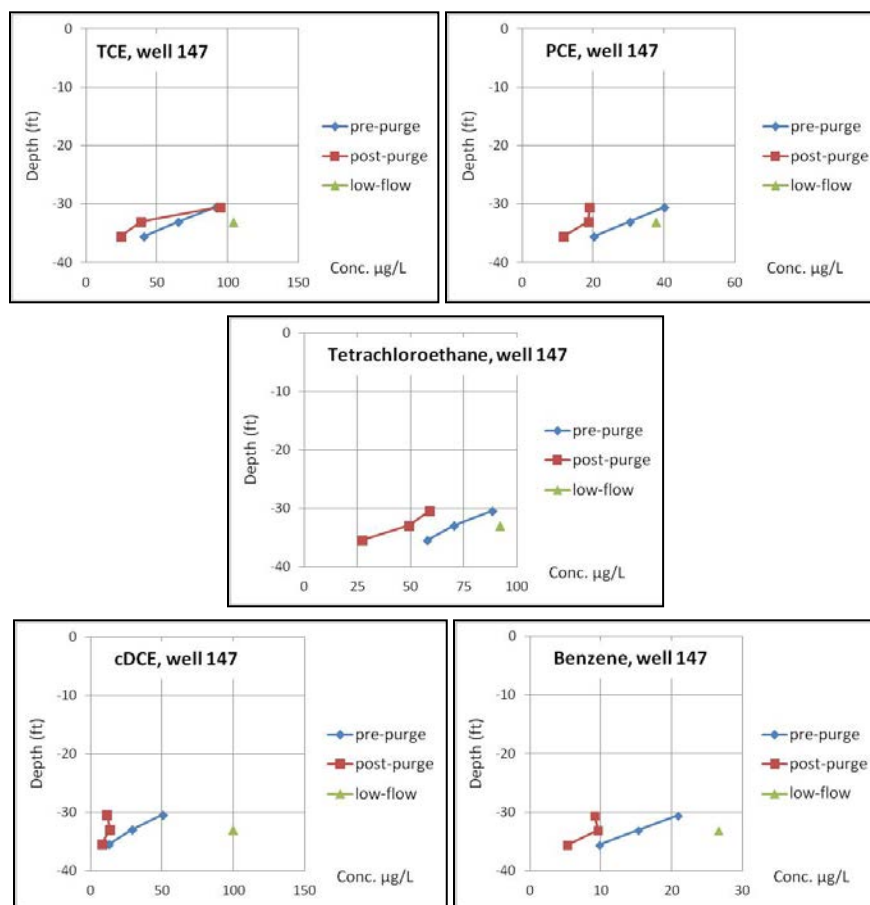 TCE, well 147
Depth (ft)
0
-10
-20
-30
-40
0 50 100 150
Conc. µg/L
pre-purge
post-purge
low-flow
PCE, well 147
Depth (ft)
0
-10
-20
-30
-40
0 20 40 60
Conc. µg/L
pre-purge
post-purge
low-flow
Tetrachloroethane, well 147
Depth (ft)
0
-10
-20
-30
-40
0 25 50 75 100
Conc. µg/L
pre-purge
post-purge
low-flow
cDCE, well 147
Depth (ft)
0
-10
-20
-30
-40
0 50 100 150
Conc. µg/L
pre-purge
post-purge
low-flow
Benzene, well 147
Depth (ft)
0
-10
-20
-30
-40
0 10 20 30
Conc. µg/L
pre-purge
post-purge
low-flow